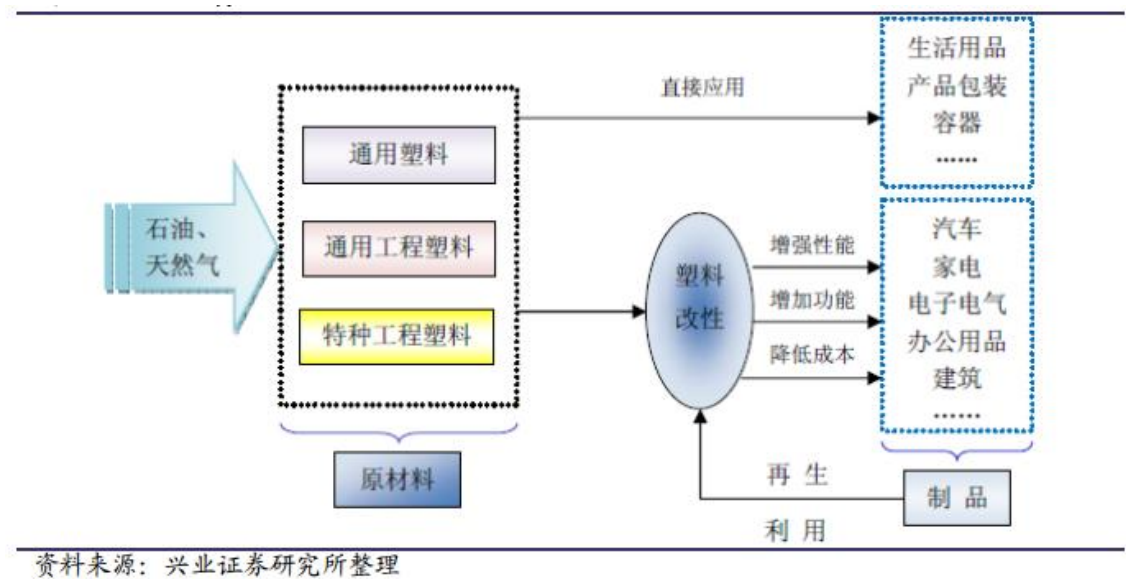 石油、
天然气
通用塑料
通用工程塑料
特种工程塑料
原材料
直接应用
塑料
改性
增强性能
增加功能
降低成本
生活用品
产品包装
容器
……
汽车
家电
电子电气
办公用品
建筑
……
制 品
再 生
利 用
资料来源：兴业证券研究所整理